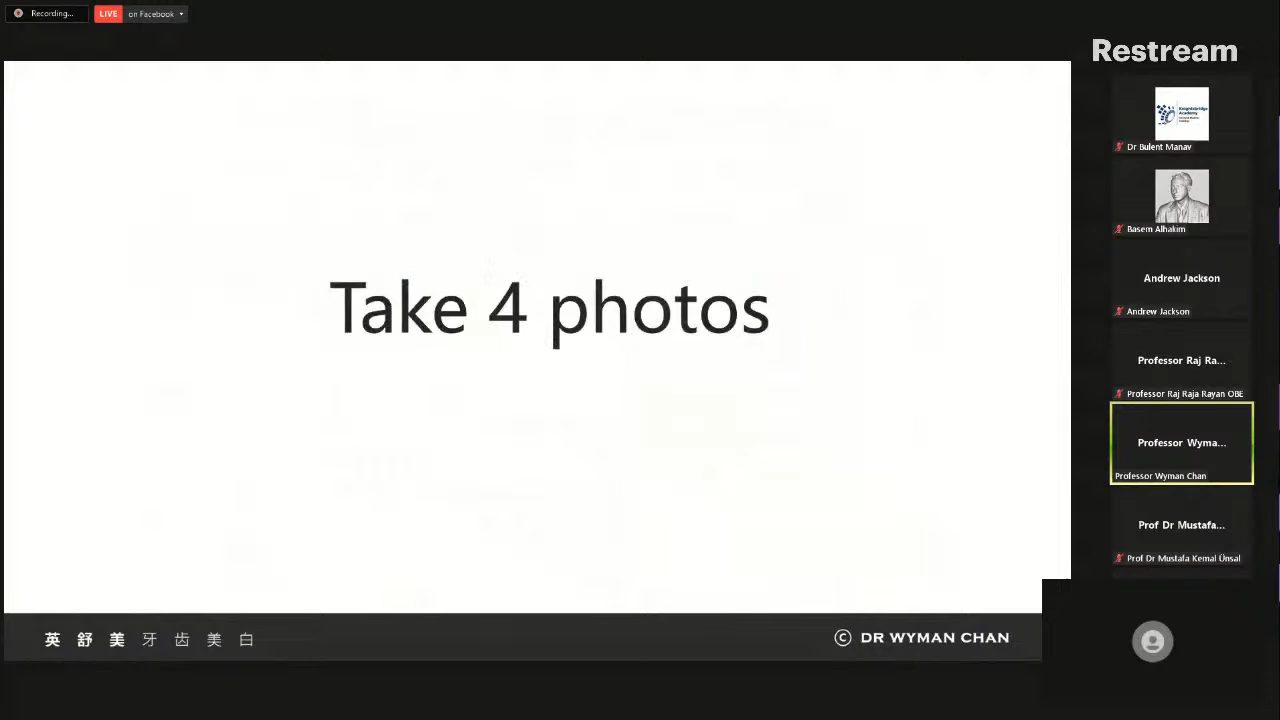 Recording...
LIVE on Facebook
Restream
Knightsbridge
Academy
Dr Bulent Manav
Basem Alhakim
Take 4 photos
Andrew Jackson
Andrew Jackson
Professor Raj Ra...
Professor Raj Raja Rayan OBE
Professor Wyma...
Professor Wyman Chan
Prof Dr Mustafa...
Prof Dr Mustafa Kemal Ünsal
英舒美牙齿美白
© DR WYMAN CHAN